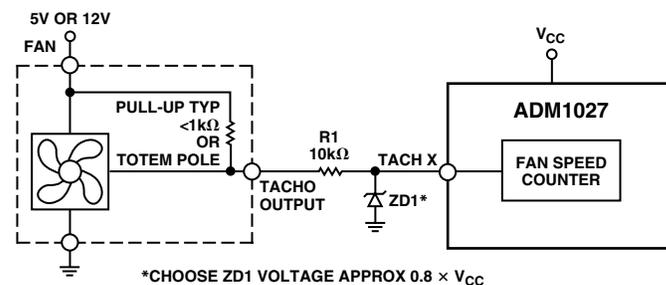 5V OR 12V
FAN
PULL-UP TYP
<1kΩ
OR
TOTEM POLE
TACHO
OUTPUT
R1
10kΩ
TACH X
ZD1*
VCC
ADM1027
FAN SPEED
COUNTER
*CHOOSE ZD1 VOLTAGE APPROX 0.8 × VCC